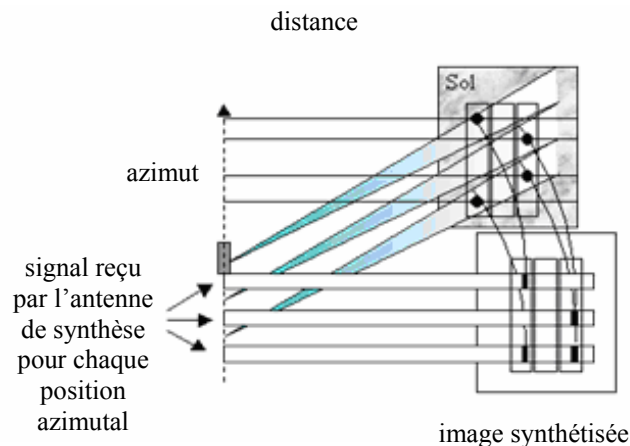 distance
Sol
azimut
signal reçu
par l’antenne
de synthèse
pour chaque
position
azimutal
image synthétisée